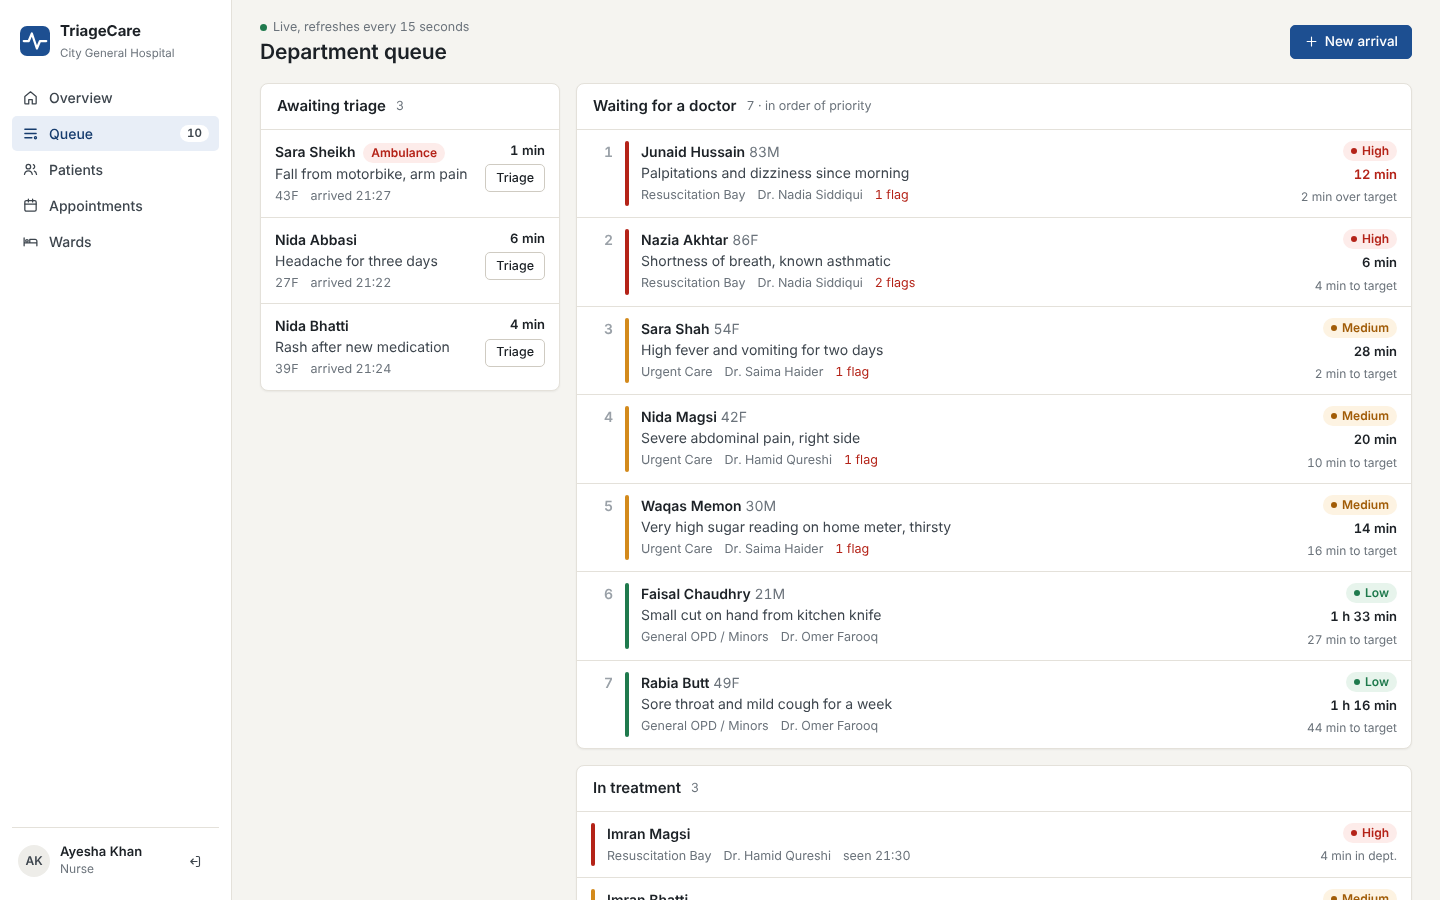 TriageCare
City General Hospital
Overview
Queue 10
Patients
Appointments
Wards
AK
Ayesha Khan
Nurse
Live, refreshes every 15 seconds
Department queue
New arrival
Awaiting triage 3
Sara Sheikh Ambulance 1 min
Fall from motorbike, arm pain Triage
43F arrived 21:27
Nida Abbasi 6 min
Headache for three days Triage
27F arrived 21:22
Nida Bhatti 4 min
Rash after new medication Triage
39F arrived 21:24
Waiting for a doctor 7 · in order of priority
1 Junaid Hussain 83M High
Palpitations and dizziness since morning 12 min
Resuscitation Bay Dr. Nadia Siddiqui 1 flag 2 min over target
2 Nazia Akhtar 86F High
Shortness of breath, known asthmatic 6 min
Resuscitation Bay Dr. Nadia Siddiqui 2 flags 4 min to target
3 Sara Shah 54F Medium
High fever and vomiting for two days 28 min
Urgent Care Dr. Saima Haider 1 flag 2 min to target
4 Nida Magsi 42F Medium
Severe abdominal pain, right side 20 min
Urgent Care Dr. Hamid Qureshi 1 flag 10 min to target
5 Waqas Memon 30M Medium
Very high sugar reading on home meter, thirsty 14 min
Urgent Care Dr. Saima Haider 1 flag 16 min to target
6 Faisal Chaudhry 21M Low
Small cut on hand from kitchen knife 1 h 33 min
General OPD / Minors Dr. Omer Farooq 27 min to target
7 Rabia Butt 49F Low
Sore throat and mild cough for a week 1 h 16 min
General OPD / Minors Dr. Omer Farooq 44 min to target
In treatment 3
Imran Magsi High
Resuscitation Bay Dr. Hamid Qureshi seen 21:30 4 min in dept.
Imran Bhatti Medium